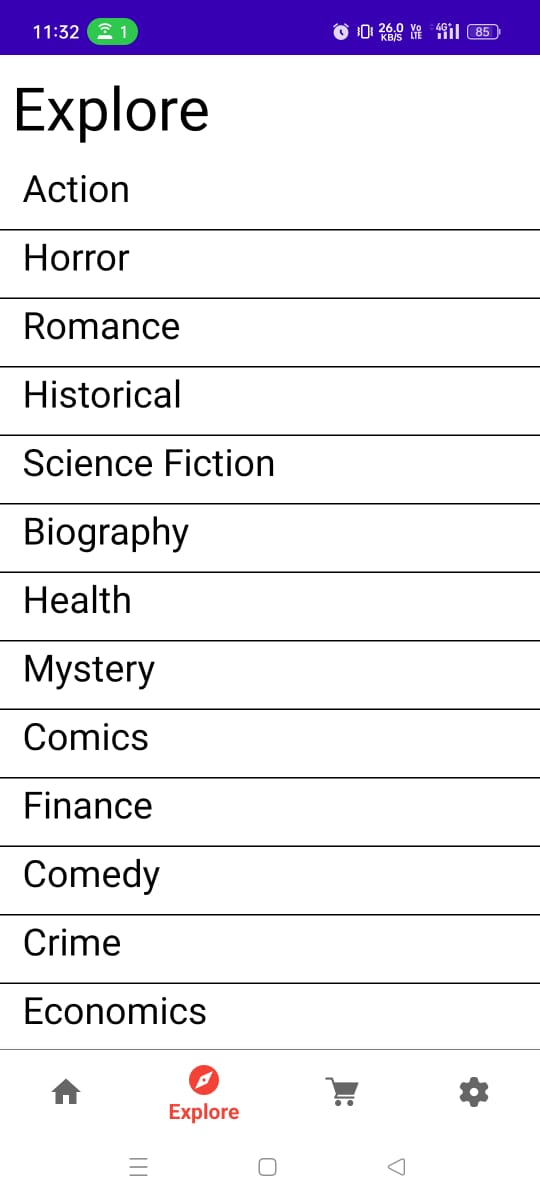 11:32 1 26.0 KB/S Vo LTE 4G+ 85
Explore
Action
Horror
Romance
Historical
Science Fiction
Biography
Health
Mystery
Comics
Finance
Comedy
Crime
Economics
Explore